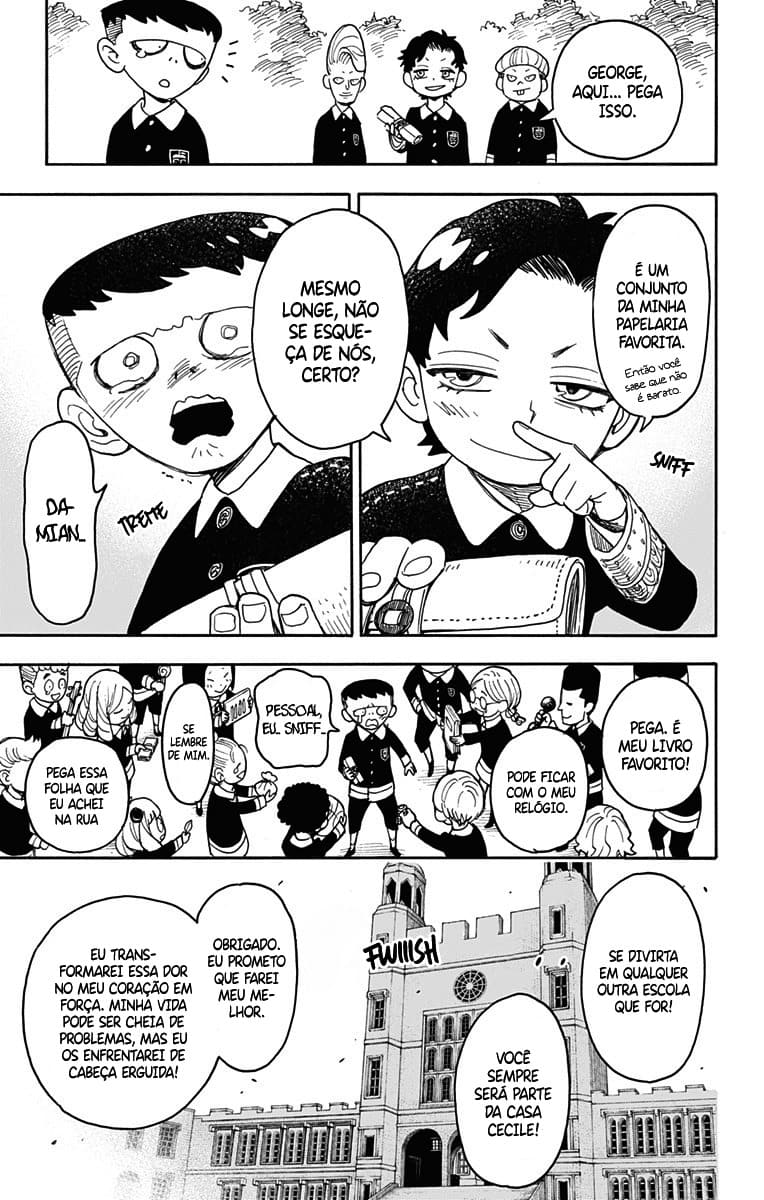 GEORGE,
AQUI... PEGA
ISSO.
É UM
CONJUNTO
DA MINHA
PAPELARIA
FAVORITA.
Então você
sabe que não
é barato.
SNIFF
MESMO
LONGE, NÃO
SE ESQUE-
ÇA DE NÓS,
CERTO?
TREME
DA-
MIAN...
PEGA. É
MEU LIVRO
FAVORITO!
PODE FICAR
COM O MEU
RELÓGIO.
PESSOAL,
EU.. SNIFF..
SE
LEMBRE
DE MIM.
PEGA ESSA
FOLHA QUE
EU ACHEI
NA RUA
SE DIVIRTA
EM QUALQUER
OUTRA ESCOLA
QUE FOR!
FWIIISH
VOCÊ
SEMPRE
SERÁ PARTE
DA CASA
CECILE!
OBRIGADO.
EU PROMETO
QUE FAREI
MEU ME-
LHOR.
EU TRANS-
FORMAREI ESSA DOR
NO MEU CORAÇÃO EM
FORÇA. MINHA VIDA
PODE SER CHEIA DE
PROBLEMAS, MAS EU
OS ENFRENTAREI DE
CABEÇA ERGUIDA!